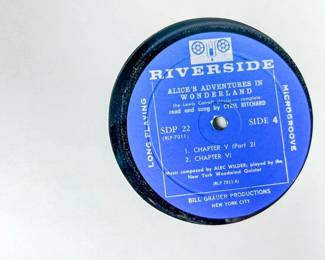 RIVERSIDE
ALICE'S ADVENTURES IN
WONDERLAND
the Lewis Carroll classic—complete
read and sung by CYRIL RITCHARD
SDP 22
(RLP-7011)
SIDE 4
1. CHAPTER V (Part 2)
2. CHAPTER VI
Music composed by ALEC WILDER; played by the
New York Woodwind Quintet
(RLP 7011 4)
BILL GRAUER PRODUCTIONS
NEW YORK CITY
LONG PLAYING
MICROGROOVE